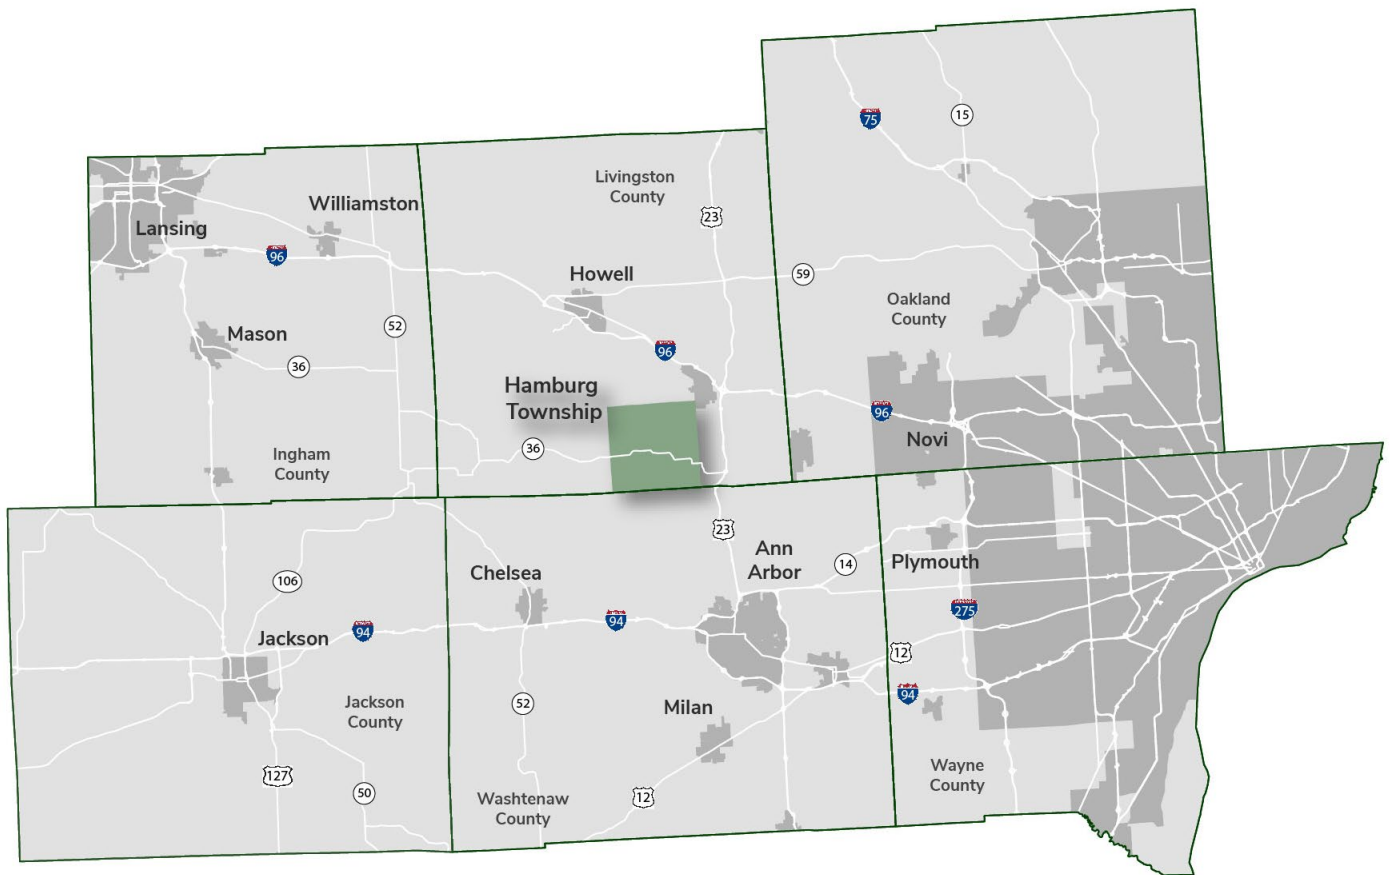 75
15
Livingston
County
Williamston
23
Lansing
96
Howell
59
Oakland
County
52
Mason
96
36
Hamburg
Township
96
Novi
36
Ingham
County
23
Ann
Arbor
14
Plymouth
Chelsea
106
275
94
94
Jackson
12
94
Jackson
County
52
Milan
Wayne
County
127
50
Washtenaw
County
12